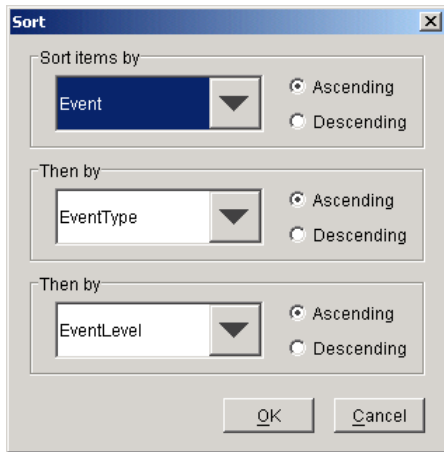 Sort
Sort items by
Event
Ascending
Descending
Then by
EventType
Ascending
Descending
Then by
EventLevel
Ascending
Descending
OK
Cancel